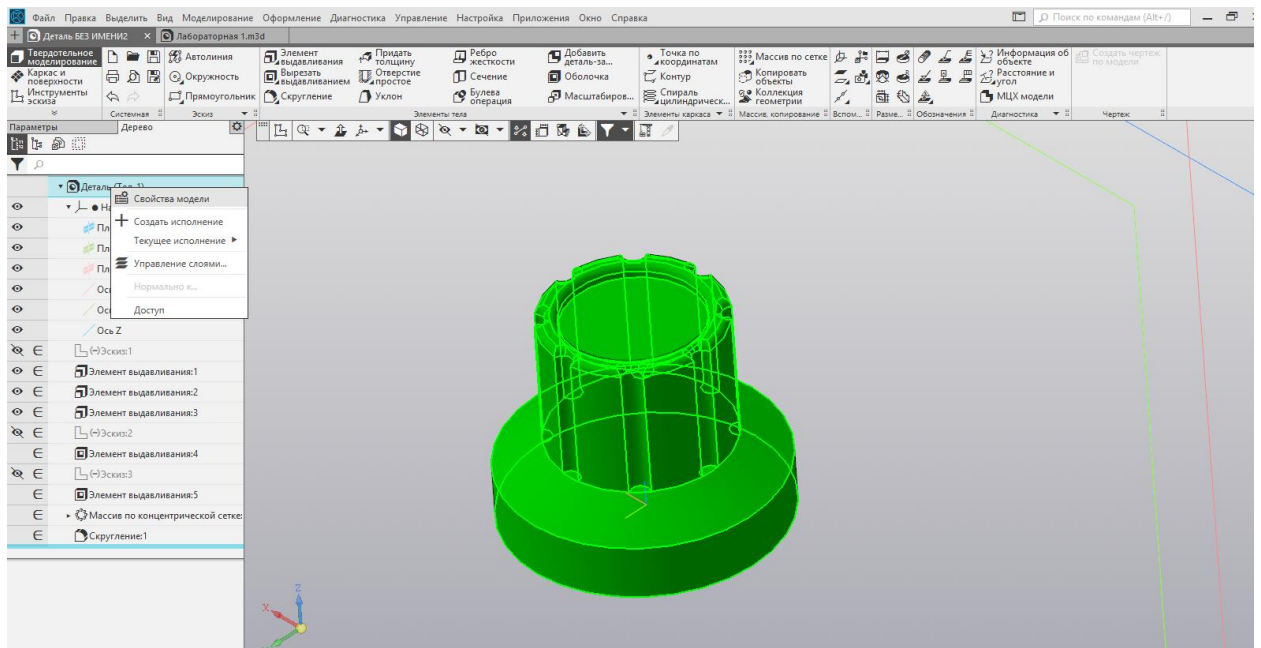 Файл Правка Выделить Вид Моделирование Оформление Диагностика Управление Настройка Приложения Окно Справка
Поиск по командам (Alt+/)
Деталь БЕЗ ИМЕНИ2
Лабораторная 1.m3d
Твердотельное моделирование
Каркас и поверхности
Инструменты эскиза
Автолиния
Окружность
Прямоугольник
Элемент выдавливания
Вырезать выдавливанием
Скругление
Придать толщину
Отверстие простое
Уклон
Ребро жесткости
Сечение
Булева операция
Добавить деталь-за...
Оболочка
Масштабиров...
Точка по координатам
Контур
Спираль цилиндрическ...
Массив по сетке
Копировать объекты
Коллекция геометрии
Информация об объекте
Расстояние и угол
МЦХ модели
Создать чертеж по модели
Системная
Эскиз
Элементы тела
Элементы каркаса
Массив, копирование
Вспом...
Разме...
Обозначения
Диагностика
Чертеж
Параметры
Дерево
Деталь (Тел-1)
Свойства модели
Создать исполнение
Текущее исполнение
Управление слоями...
Нормально к...
Доступ
На
Пл
Пл
Пл
Ос
Ос
Ось Z
(-)Эскиз:1
Элемент выдавливания:1
Элемент выдавливания:2
Элемент выдавливания:3
(-)Эскиз:2
Элемент выдавливания:4
(-)Эскиз:3
Элемент выдавливания:5
Массив по концентрической сетке:
Скругление:1
Z
X